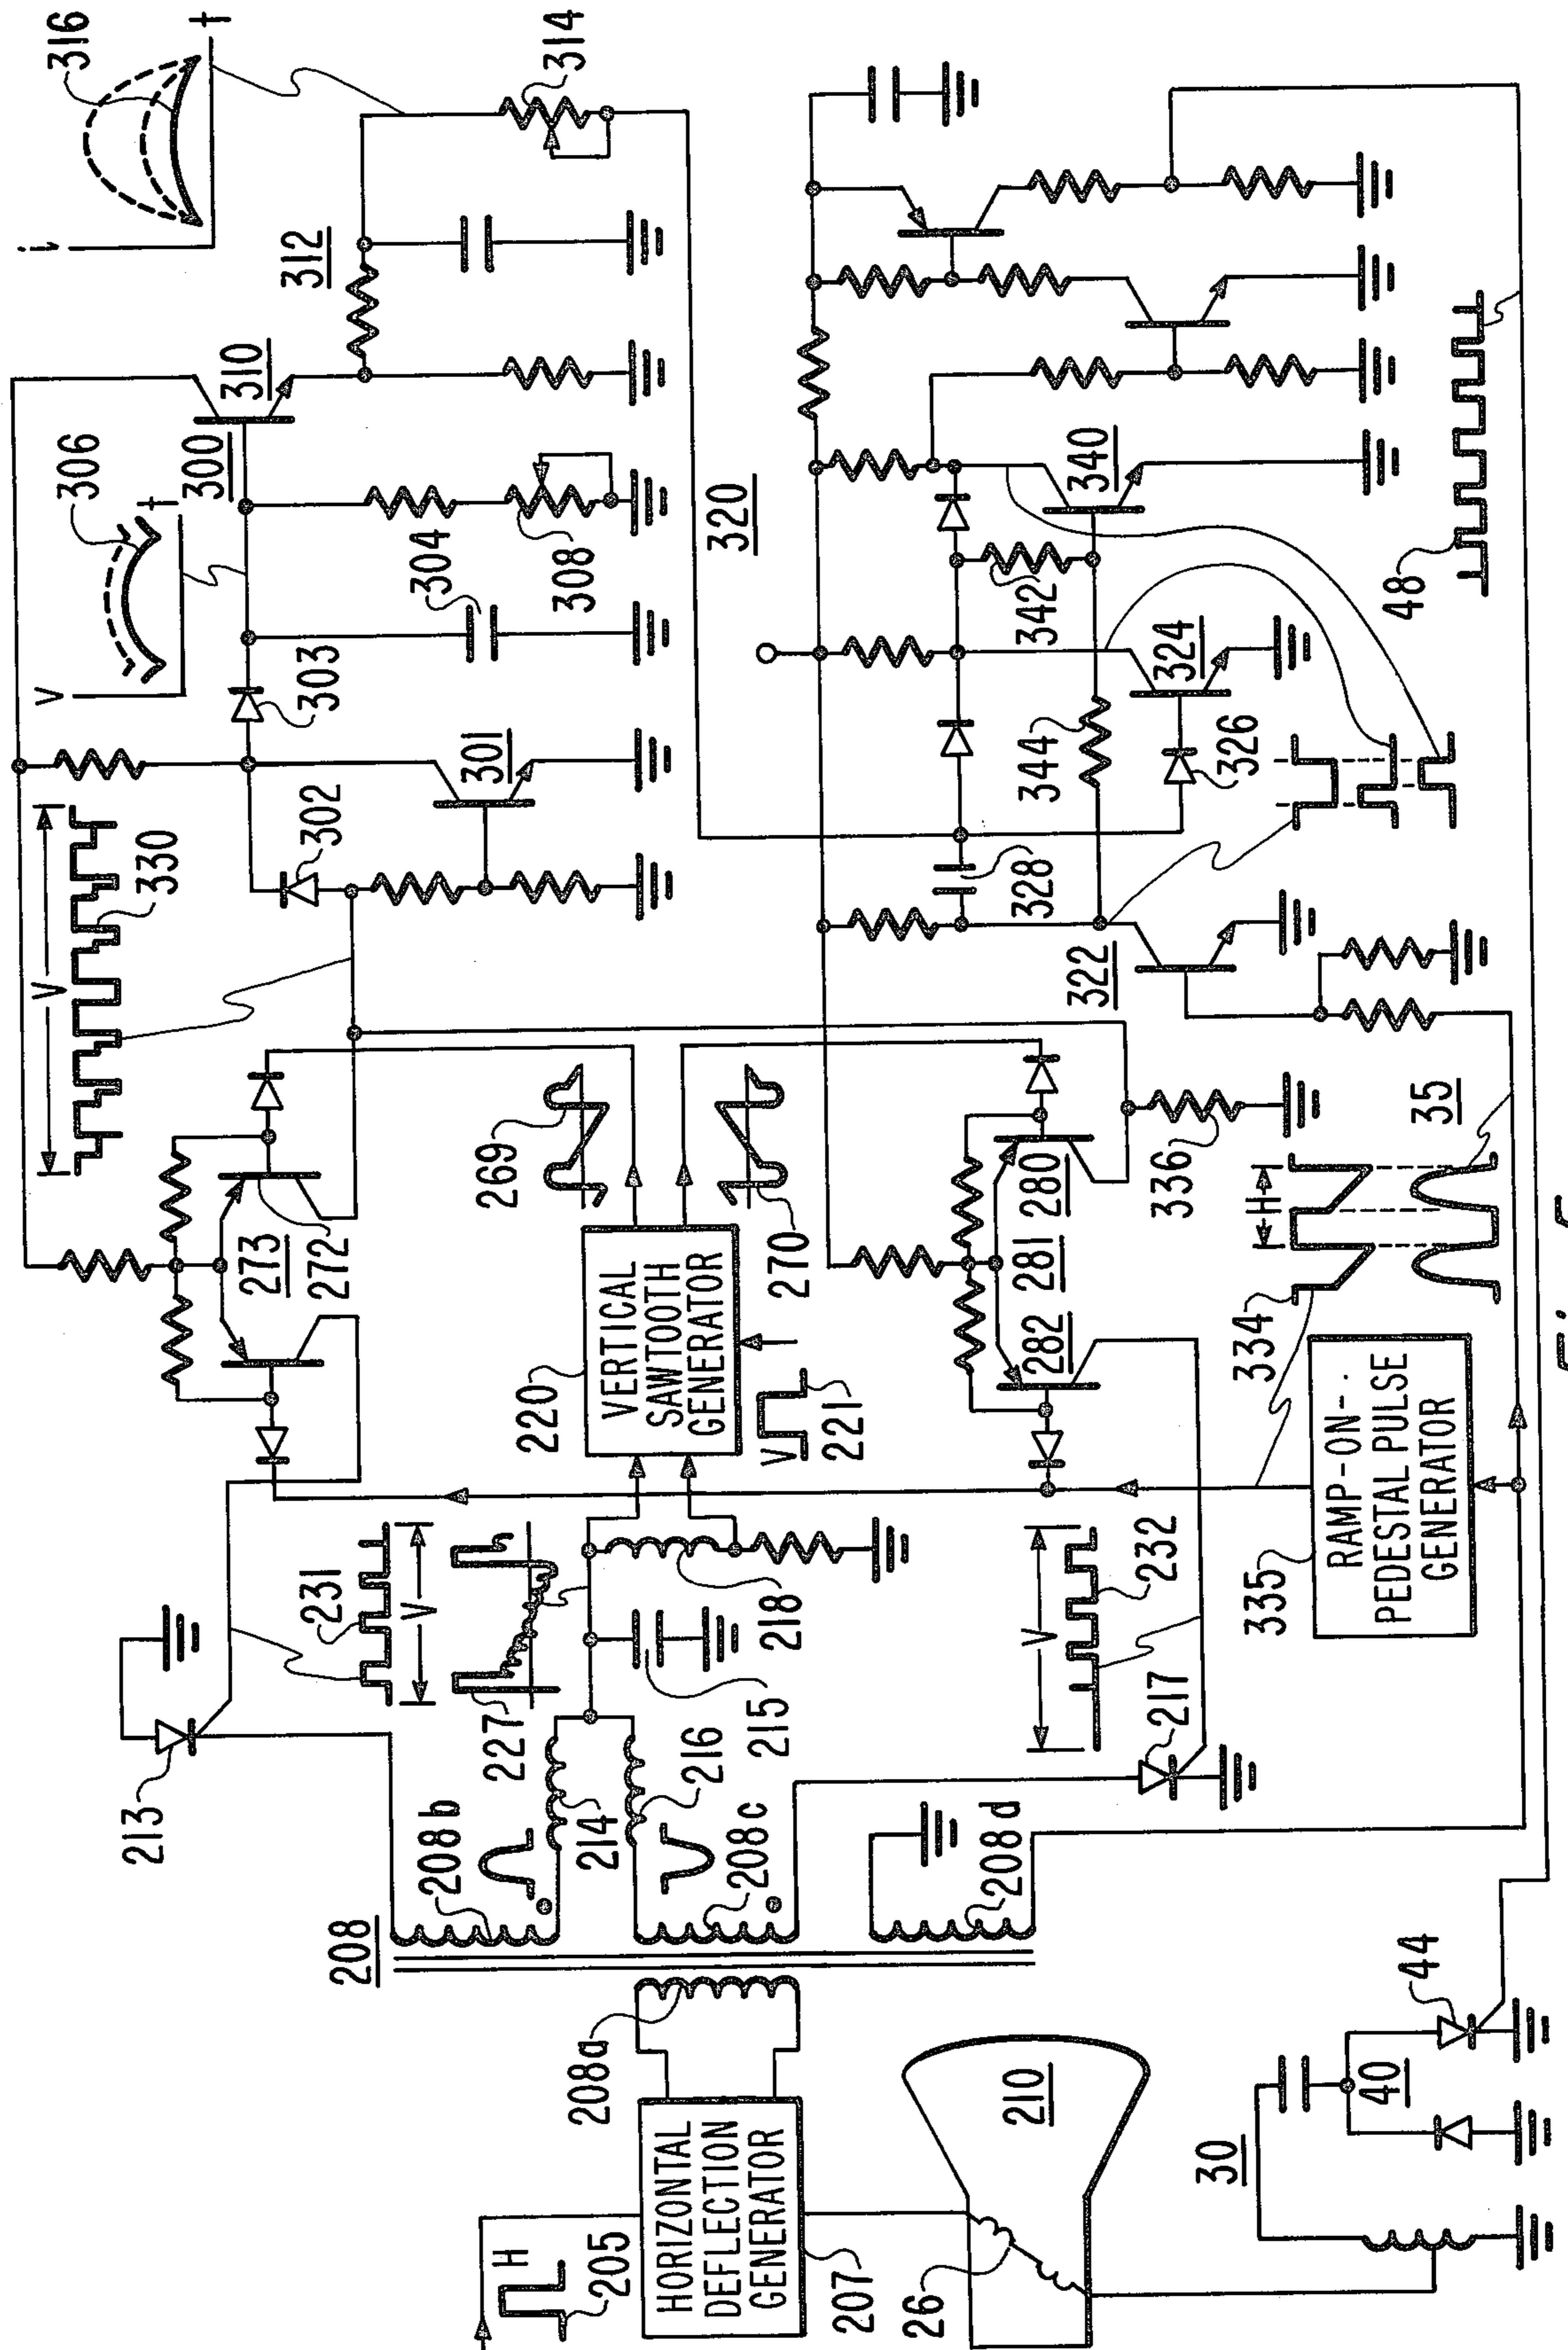 H
205
HORIZONTAL
DEFLECTION
GENERATOR
207
26
210
30
40
44
208
208a
208b
208c
208d
213
214
216
215
217
218
227
231
V
232
V
220
VERTICAL
SAWTOOTH
GENERATOR
V
221
269
270
273
272
280
281
282
335
RAMP-ON-
PEDESTAL PULSE
GENERATOR
334
H
35
336
V
330
302
301
303
V
306
t
300
304
308
310
312
i
316
t
314
320
322
328
344
326
324
342
340
48